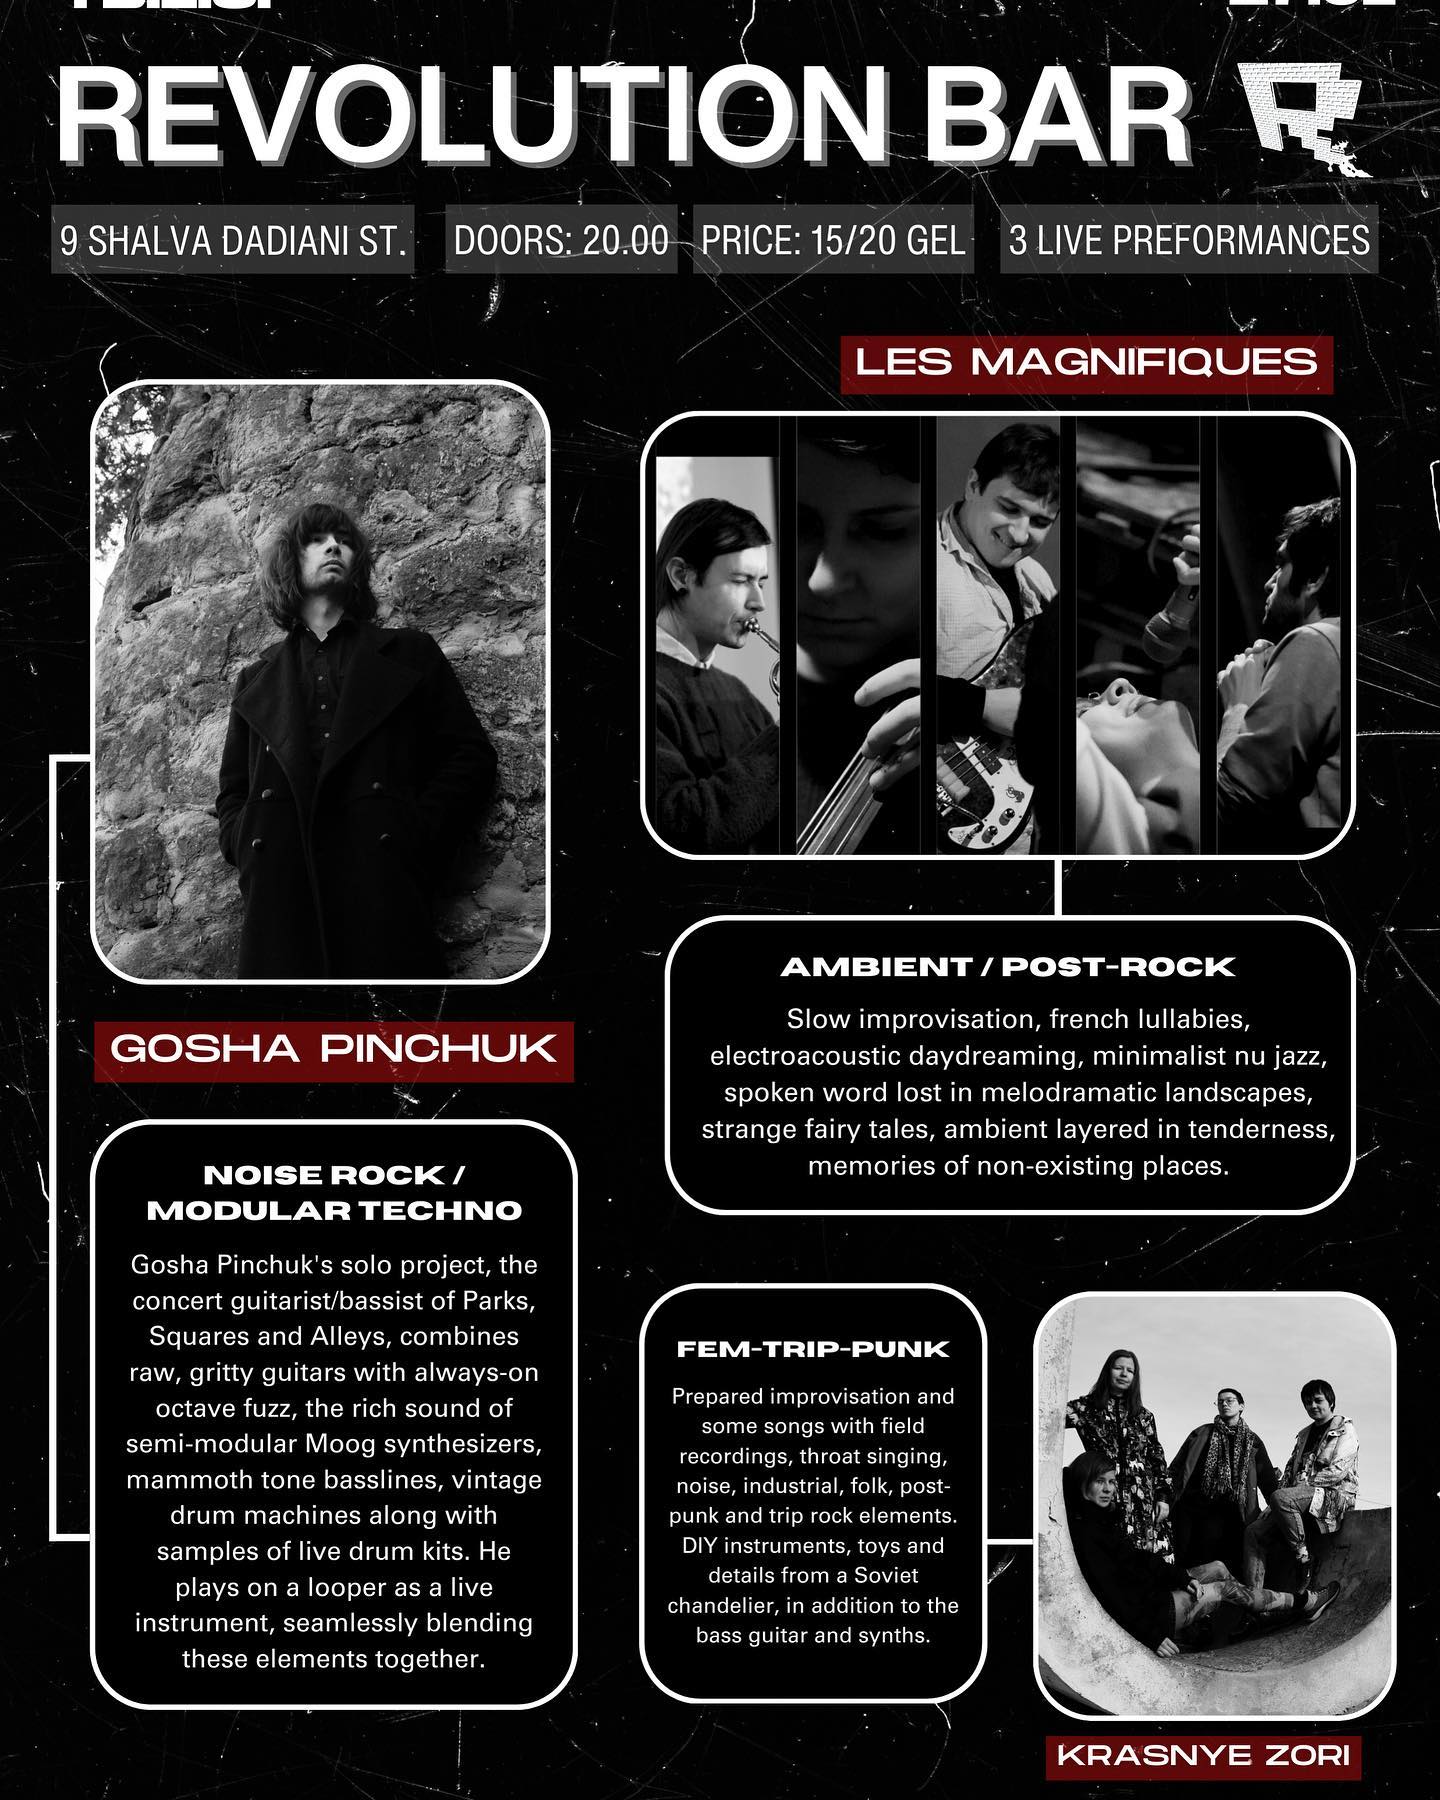 REVOLUTION BAR
9 SHALVA DADIANI ST.
DOORS: 20.00
PRICE: 15/20 GEL
3 LIVE PREFORMANCES
LES MAGNIFIQUES
AMBIENT / POST-ROCK
Slow improvisation, french lullabies,
electroacoustic daydreaming, minimalist nu jazz,
spoken word lost in melodramatic landscapes,
strange fairy tales, ambient layered in tenderness,
memories of non-existing places.
GOSHA PINCHUK
NOISE ROCK /
MODULAR TECHNO
Gosha Pinchuk's solo project, the
concert guitarist/bassist of Parks,
Squares and Alleys, combines
raw, gritty guitars with always-on
octave fuzz, the rich sound of
semi-modular Moog synthesizers,
mammoth tone basslines, vintage
drum machines along with
samples of live drum kits. He
plays on a looper as a live
instrument, seamlessly blending
these elements together.
FEM-TRIP-PUNK
Prepared improvisation and
some songs with field
recordings, throat singing,
noise, industrial, folk, post-
punk and trip rock elements.
DIY instruments, toys and
details from a Soviet
chandelier, in addition to the
bass guitar and synths.
KRASNYE ZORI